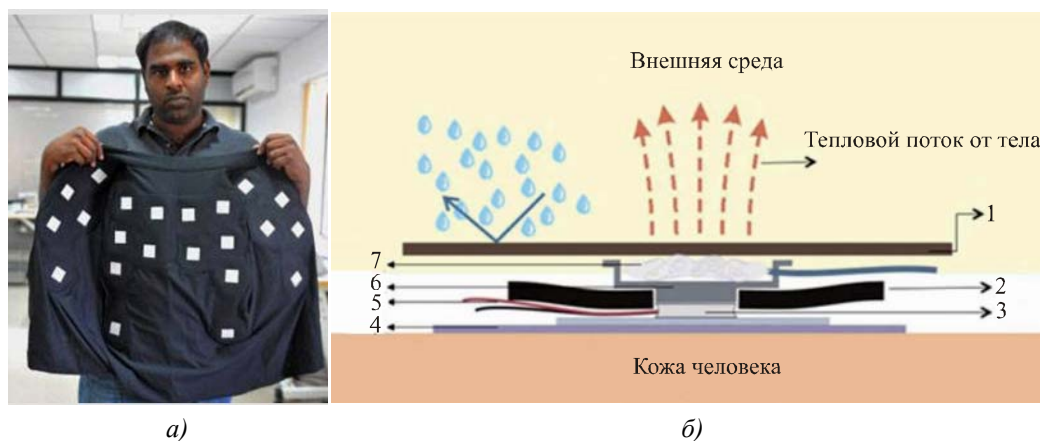 Внешняя среда
Тепловой поток от тела
1
7
6
2
5
3
4
Кожа человека
а)
б)